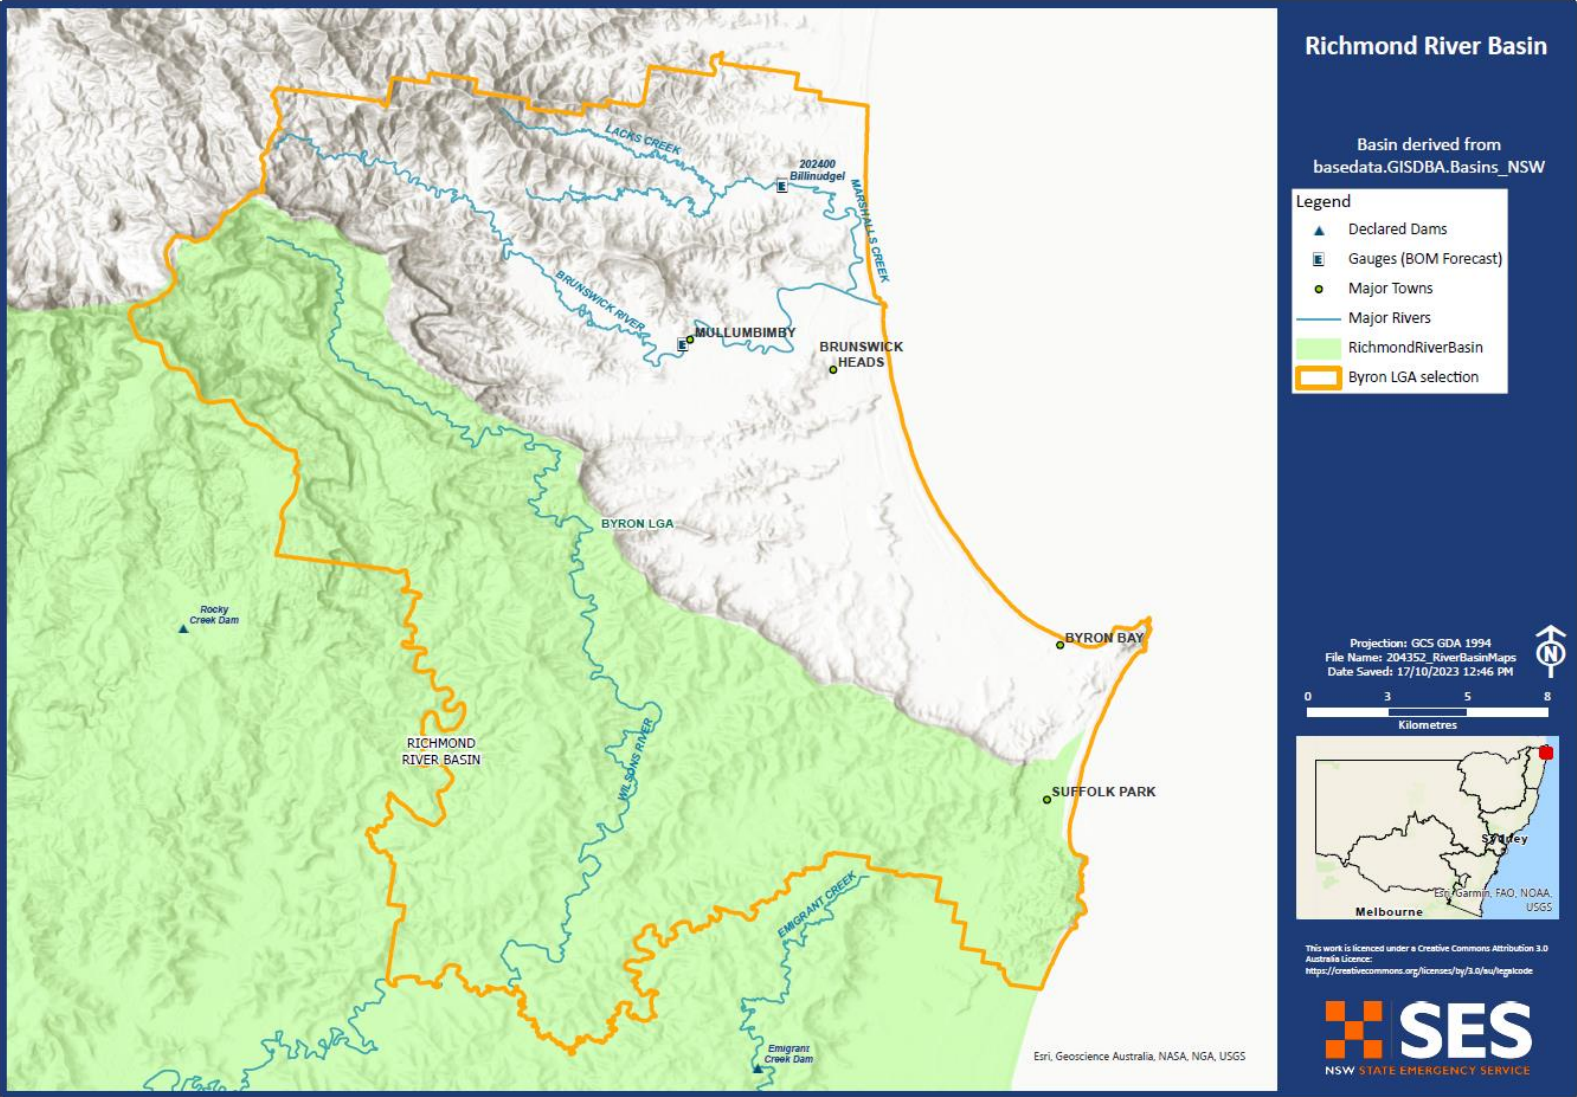 Richmond River Basin
Basin derived from
basedata.GISDBA.Basins_NSW
Legend
Declared Dams
E
Gauges (BOM Forecast)
Major Towns
Major Rivers
RichmondRiverBasin
Byron LGA selection
LACKS CREEK
202400
Billinudgel
E
MARSHALLS CREEK
BRUNSWICK RIVER
MULLUMBIMBY
E
BRUNSWICK
HEADS
BYRON LGA
Rocky
Creek Dam
BYRON BAY
RICHMOND
RIVER BASIN
WILSONS RIVER
SUFFOLK PARK
EMIGRANT CREEK
Emigrant
Creek Dam
Esri, Geoscience Australia, NASA, NGA, USGS
Projection: GCS GDA 1994
File Name: 204352_RiverBasinMaps
Date Saved: 17/10/2023 12:46 PM
N
0 3 5 8
Kilometres
Sydney
Esri, Garmin, FAO, NOAA,
USGS
Melbourne
This work is licenced under a Creative Commons Attribution 3.0
Australia Licence:
https://creativecommons.org/licenses/by/3.0/au/legalcode
SES
NSW STATE EMERGENCY SERVICE